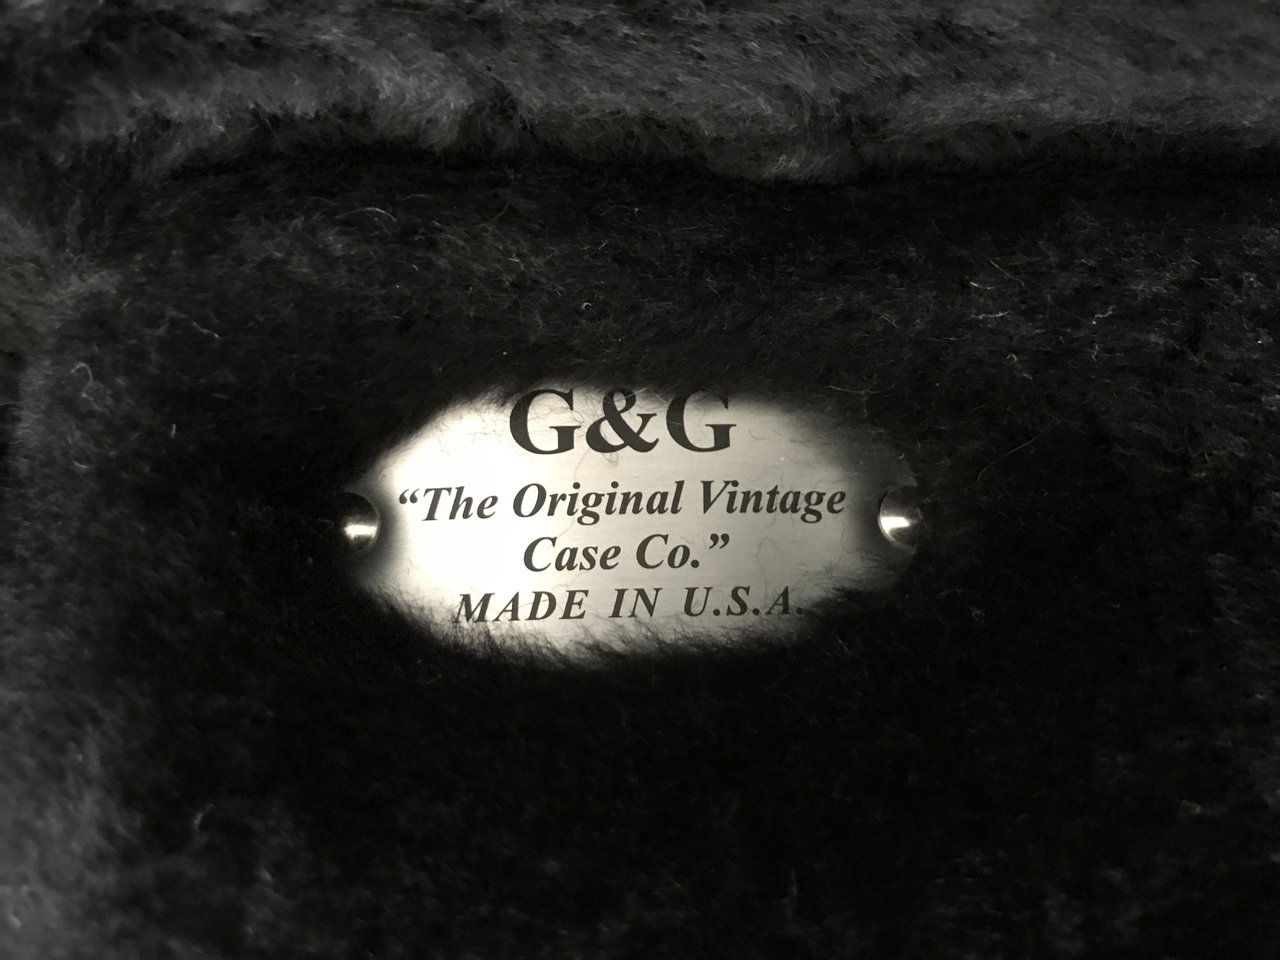 G&G
“The Original Vintage
Case Co.”
MADE IN U.S.A.